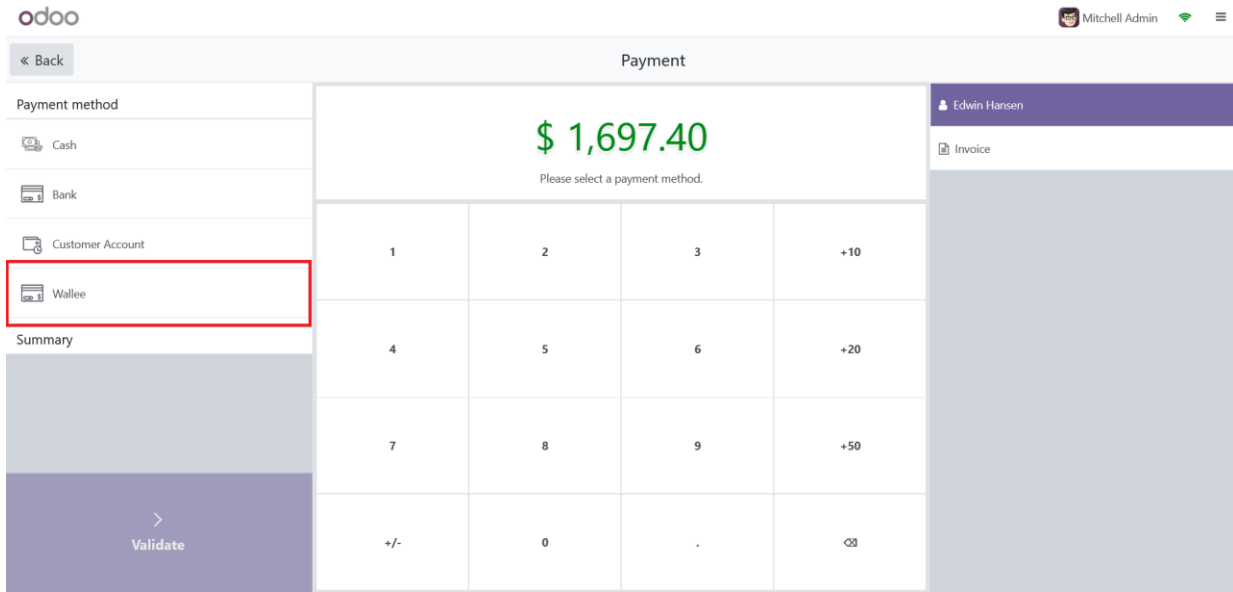 odoo
Mitchell Admin
« Back
Payment
Payment method
Cash
Bank
Customer Account
Wallee
Summary
Validate
$ 1,697.40
Please select a payment method.
1 2 3 +10
4 5 6 +20
7 8 9 +50
+/- 0 .
Edwin Hansen
Invoice